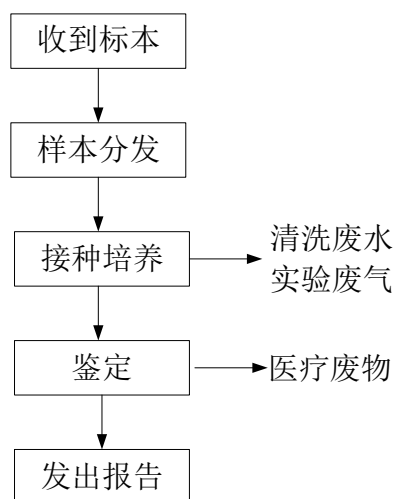 收到标本
样本分发
接种培养
清洗废水
实验废气
鉴定
医疗废物
发出报告